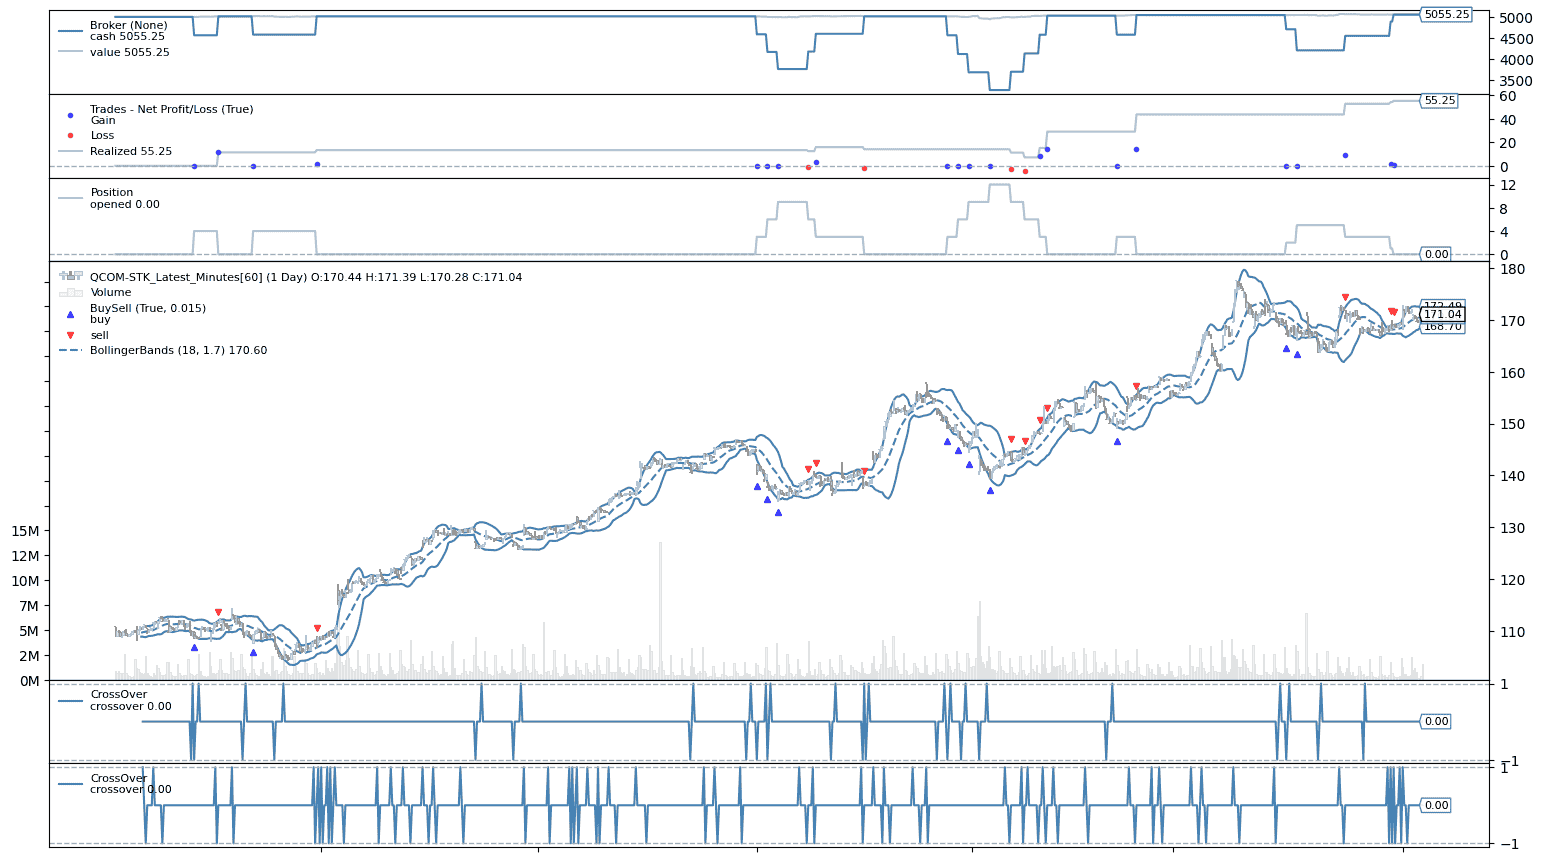 Broker (None)
cash 5055.25
value 5055.25
5055.25
5000
4500
4000
3500
Trades - Net Profit/Loss (True)
Gain
Loss
Realized 55.25
55.25
60
40
20
0
Position
opened 0.00
0.00
12
8
4
0
QCOM-STK_Latest_Minutes[60] (1 Day) O:170.44 H:171.39 L:170.28 C:171.04
Volume
BuySell (True, 0.015)
buy
sell
BollingerBands (18, 1.7) 170.60
172.49
171.04
168.70
180
170
160
150
140
130
120
110
15M
12M
10M
7M
5M
2M
0M
CrossOver
crossover 0.00
0.00
1
−1
CrossOver
crossover 0.00
0.00
1
−1